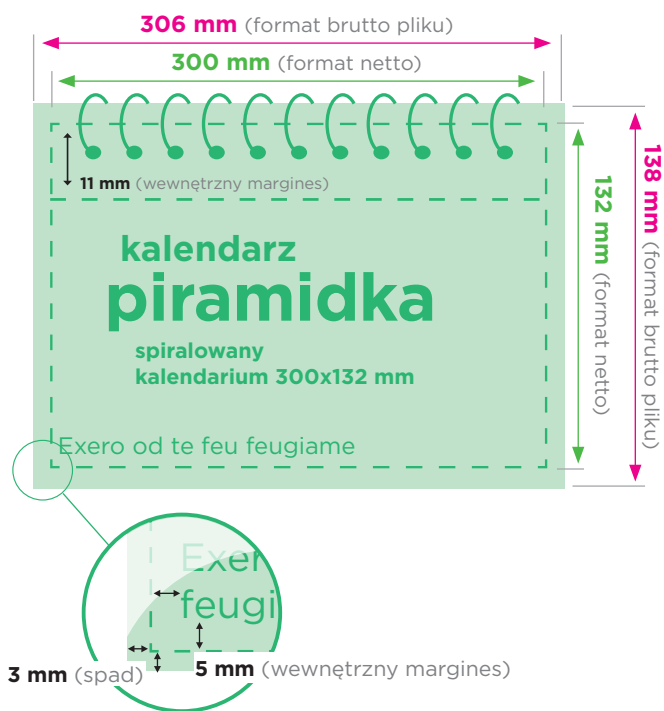 306 mm (format brutto pliku)
300 mm (format netto)
11 mm (wewnętrzny margines)
132 mm (format netto)
138 mm (format brutto pliku)
kalendarz
piramidka
spiralowany
kalendarium 300x132 mm
Exero od te feu feugiame
Exer
feugi
3 mm (spad)
5 mm (wewnętrzny margines)